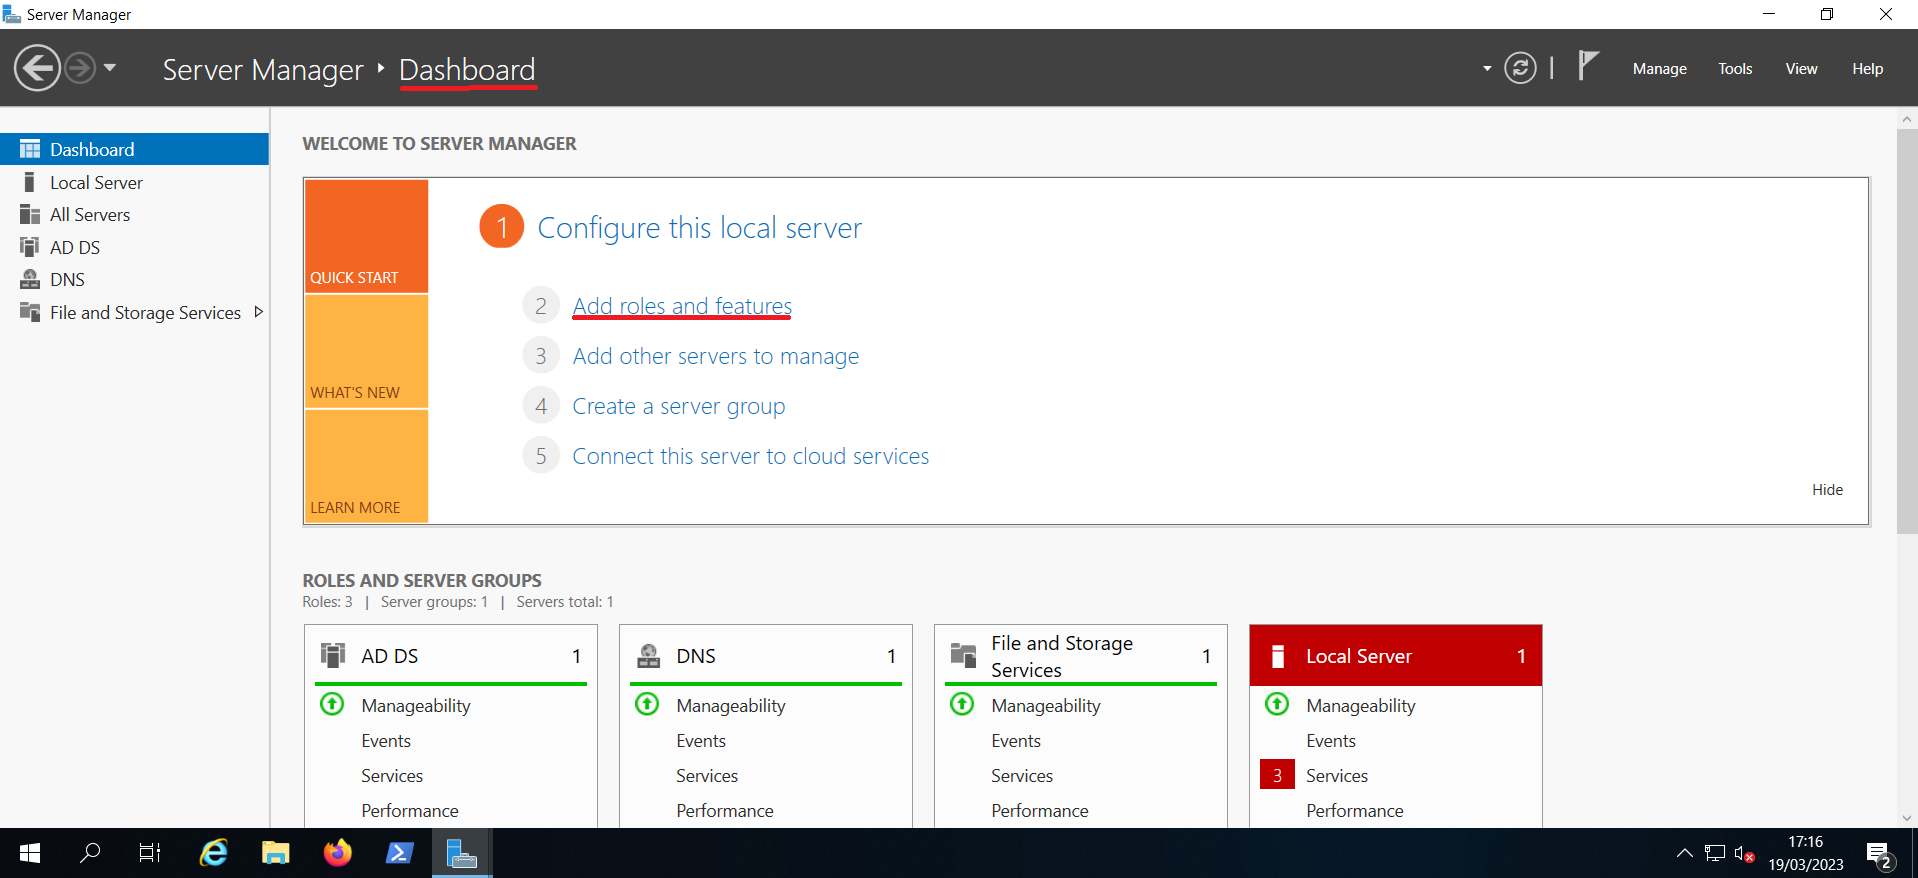 Server Manager
Server Manager Dashboard
Manage Tools View Help
Dashboard
Local Server
All Servers
AD DS
DNS
File and Storage Services
WELCOME TO SERVER MANAGER
QUICK START
WHAT'S NEW
LEARN MORE
1 Configure this local server
2 Add roles and features
3 Add other servers to manage
4 Create a server group
5 Connect this server to cloud services
Hide
ROLES AND SERVER GROUPS
Roles: 3 | Server groups: 1 | Servers total: 1
AD DS 1
Manageability
Events
Services
Performance
DNS 1
Manageability
Events
Services
Performance
File and Storage
Services 1
Manageability
Events
Services
Performance
Local Server 1
Manageability
Events
3 Services
Performance
17:16
19/03/2023
2